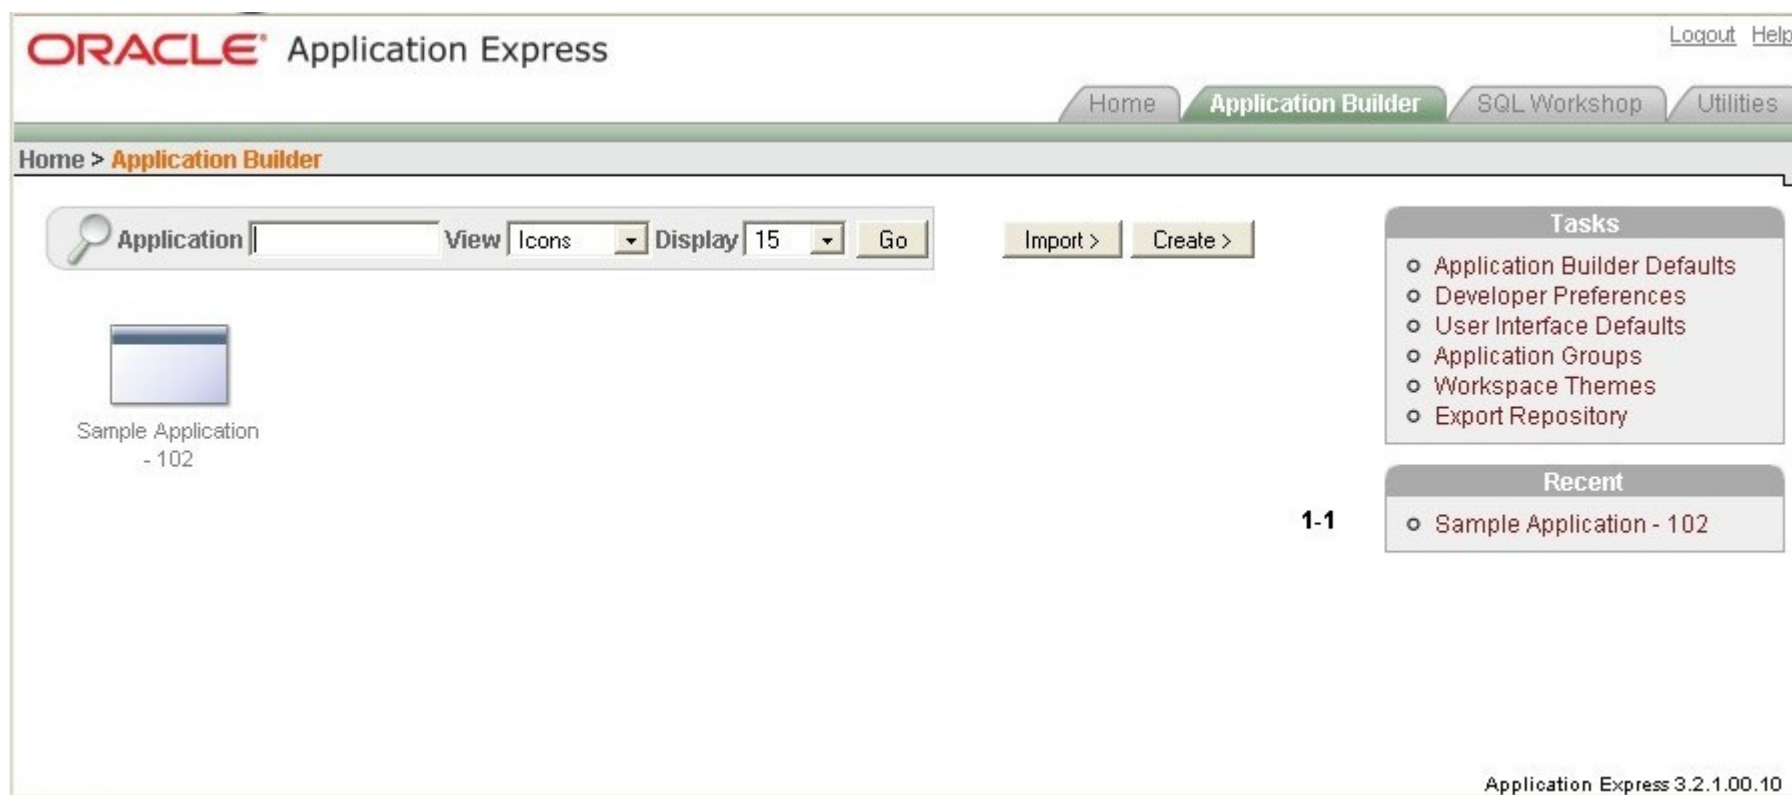 ORACLE Application Express
Logout Help
Home Application Builder SQL Workshop Utilities
Home > Application Builder
Application View Icons Display 15 Go Import > Create >
Sample Application
- 102
1-1
Tasks
Application Builder Defaults
Developer Preferences
User Interface Defaults
Application Groups
Workspace Themes
Export Repository
Recent
Sample Application - 102
Application Express 3.2.1.00.10